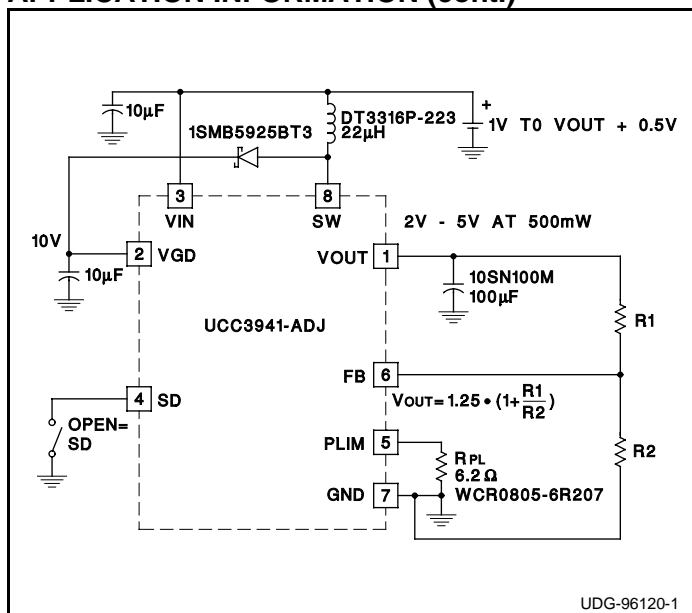 APPLICATION INFORMATION (cont.)
10µF
DT3316P-223
22µH
+
1V T0 VOUT + 0.5V
1SMB5925BT3
3
8
VIN
SW
2V - 5V AT 500mW
10V
2
VGD
VOUT
1
10µF
10SN100M
100µF
UCC3941-ADJ
R1
FB
6
VOUT=1.25•(1+R1/R2)
4
SD
OPEN=
SD
PLIM
5
RPL
6.2Ω
WCR0805-6R207
R2
GND
7
UDG-96120-1